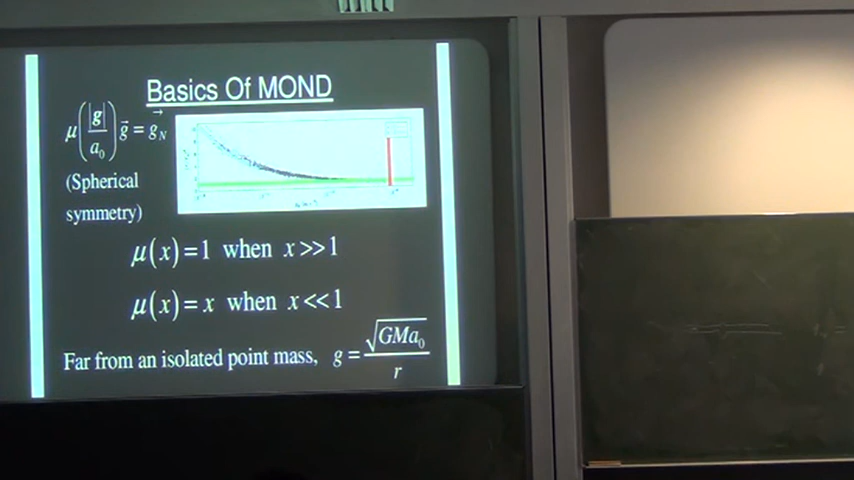 Basics Of MOND
μ(|g|/a₀) g⃗ = g⃗_N
(Spherical
symmetry)
μ(x) = 1 when x >> 1
μ(x) = x when x << 1
Far from an isolated point mass, g = √(GMa₀)/r